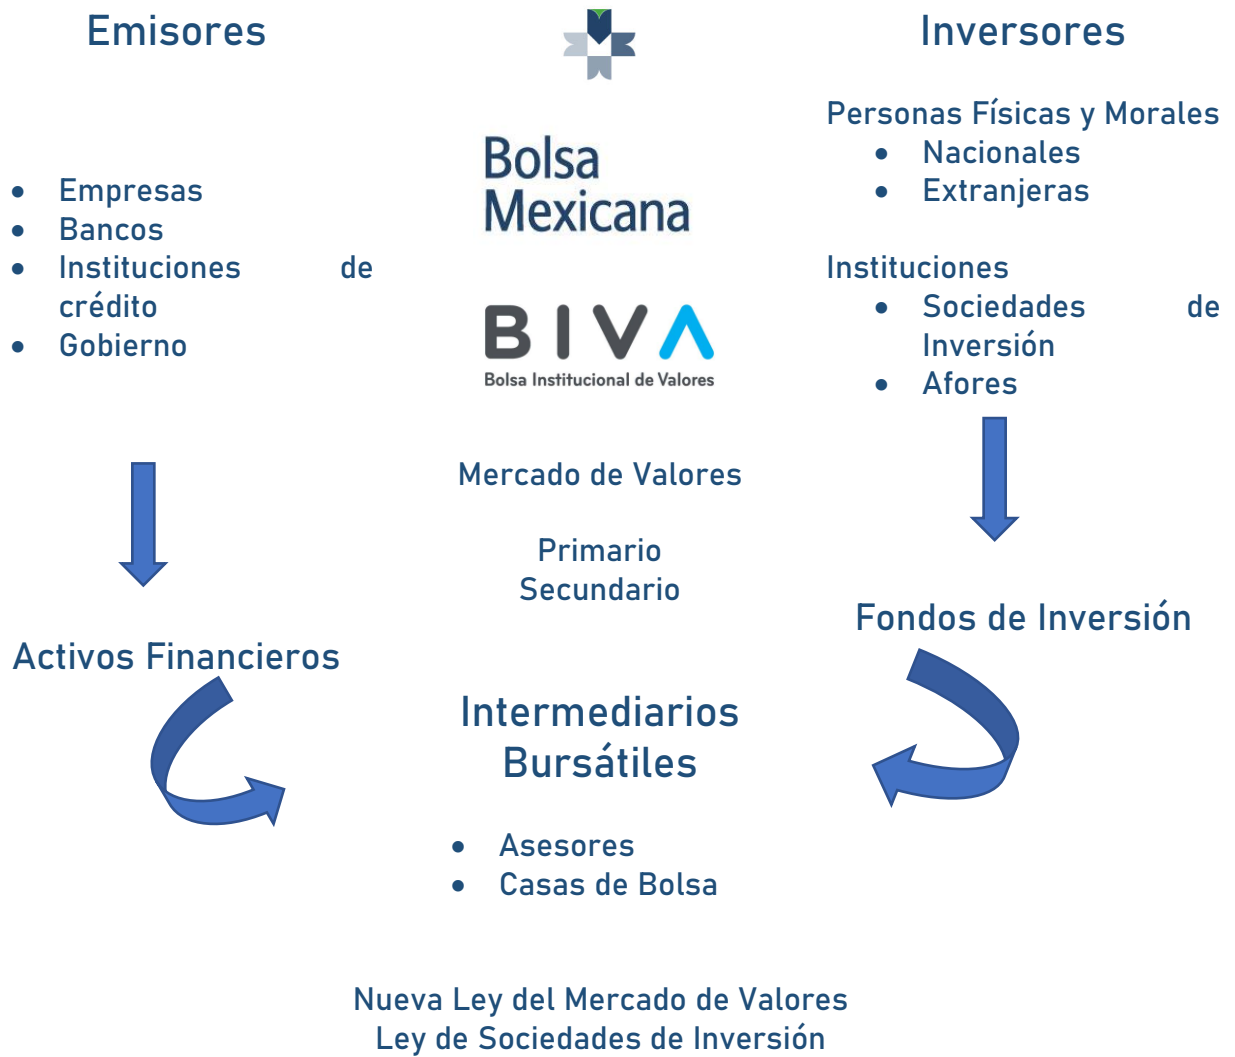 Emisores
• Empresas
• Bancos
• Instituciones de
crédito
• Gobierno
Activos Financieros
Bolsa
Mexicana
BIVA
Bolsa Institucional de Valores
Mercado de Valores
Primario
Secundario
Intermediarios
Bursátiles
• Asesores
• Casas de Bolsa
Inversores
Personas Físicas y Morales
• Nacionales
• Extranjeras
Instituciones
• Sociedades de
Inversión
• Afores
Fondos de Inversión
Nueva Ley del Mercado de Valores
Ley de Sociedades de Inversión